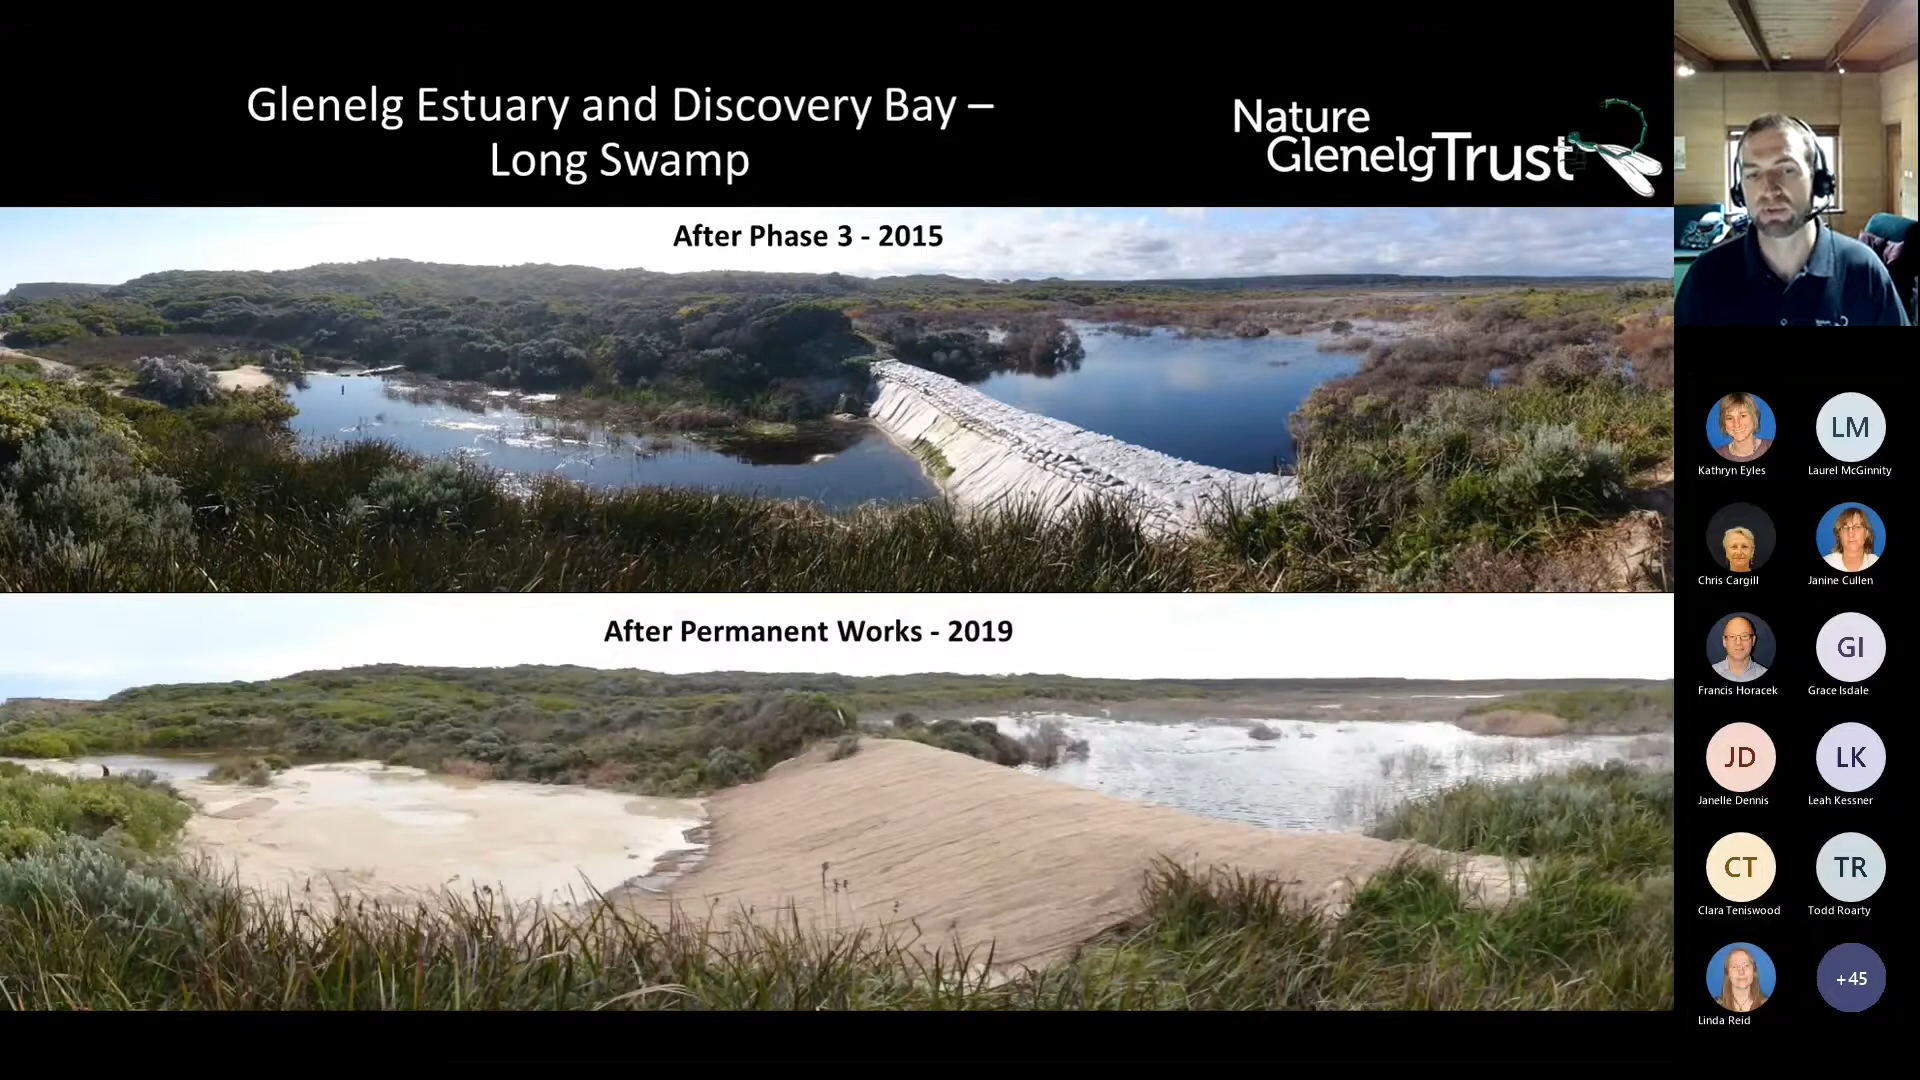 Glenelg Estuary and Discovery Bay –
Long Swamp
Nature
Glenelg Trust
After Phase 3 - 2015
After Permanent Works - 2019
Kathryn Eyles
LM
Laurel McGinnity
Chris Cargill
Janine Cullen
Francis Horacek
GI
Grace Isdale
JD
Janelle Dennis
LK
Leah Kessner
CT
Clara Teniswood
TR
Todd Roarty
Linda Reid
+45